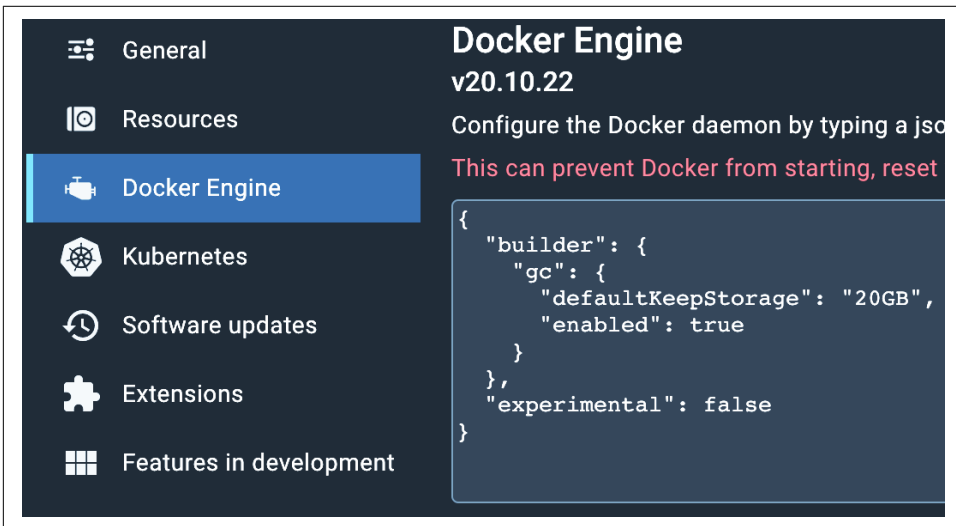 General
Resources
Docker Engine
Kubernetes
Software updates
Extensions
Features in development
Docker Engine
v20.10.22
Configure the Docker daemon by typing a jso
This can prevent Docker from starting, reset
{
  "builder": {
    "gc": {
      "defaultKeepStorage": "20GB",
      "enabled": true
    }
  },
  "experimental": false
}